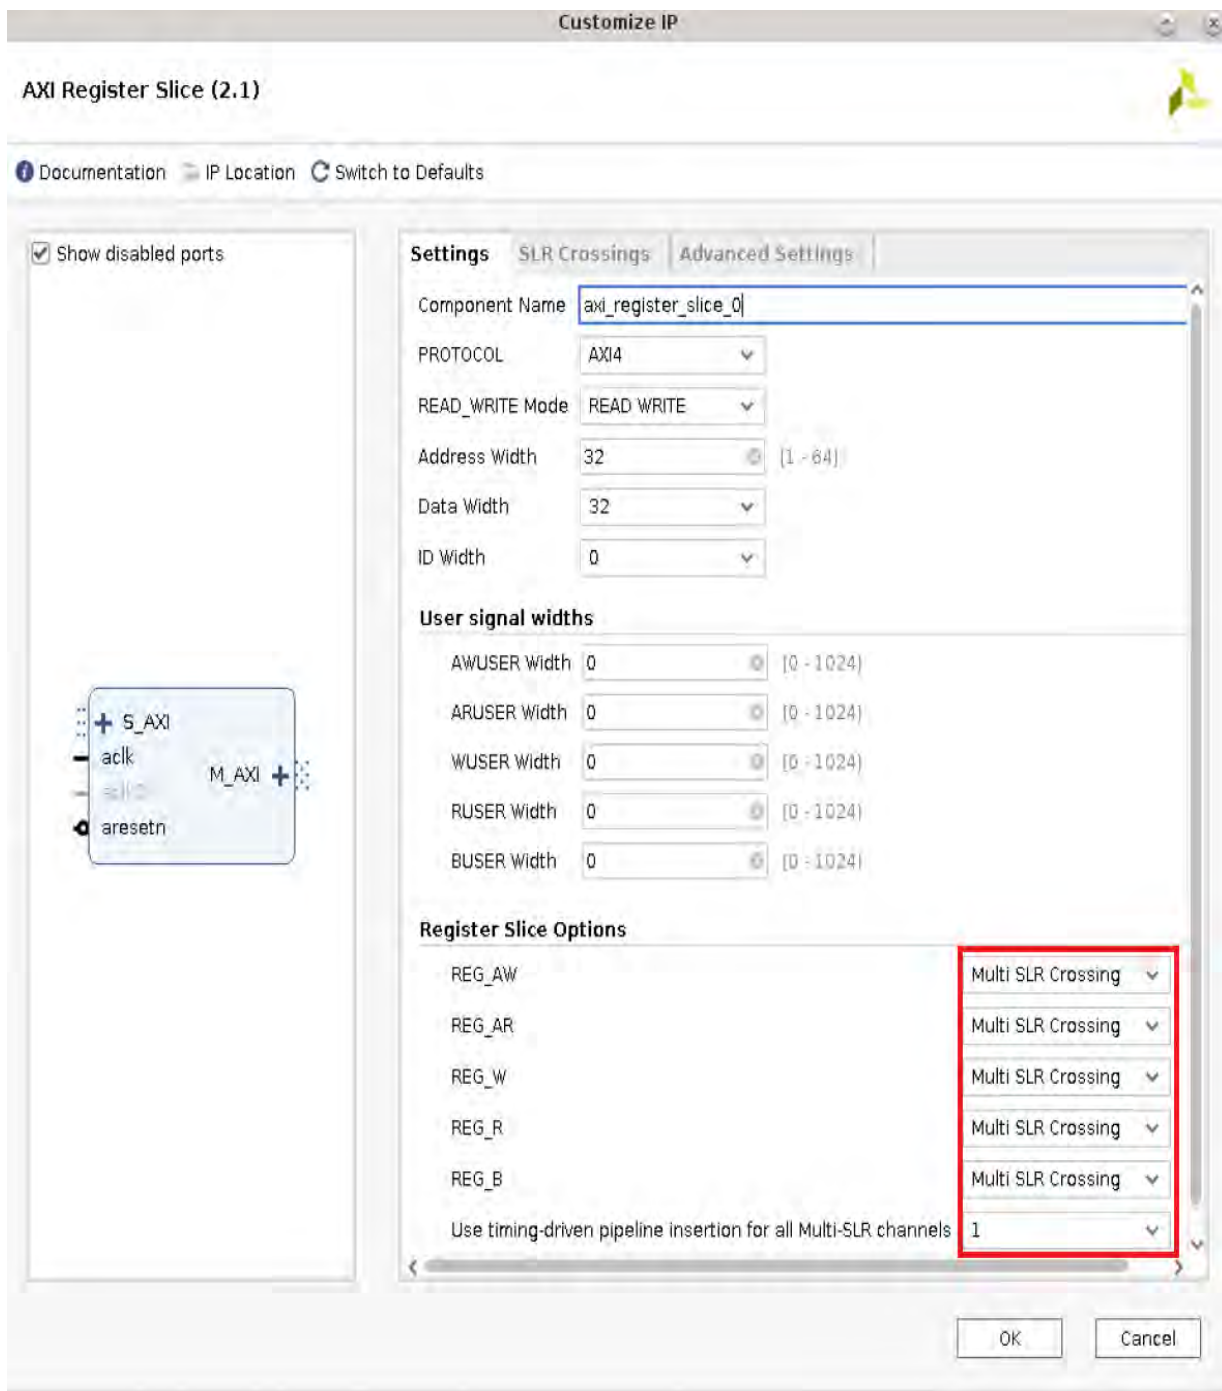 Customize IP
AXI Register Slice (2.1)
Documentation IP Location Switch to Defaults
Show disabled ports
S_AXI
aclk
M_AXI
aresetn
Settings SLR Crossings Advanced Settings
Component Name axi_register_slice_0
PROTOCOL AXI4
READ_WRITE Mode READ WRITE
Address Width 32 [1 - 64]
Data Width 32
ID Width 0
User signal widths
AWUSER Width 0 [0 - 1024]
ARUSER Width 0 [0 - 1024]
WUSER Width 0 [0 - 1024]
RUSER Width 0 [0 - 1024]
BUSER Width 0 [0 - 1024]
Register Slice Options
REG_AW Multi SLR Crossing
REG_AR Multi SLR Crossing
REG_W Multi SLR Crossing
REG_R Multi SLR Crossing
REG_B Multi SLR Crossing
Use timing-driven pipeline insertion for all Multi-SLR channels 1
OK Cancel